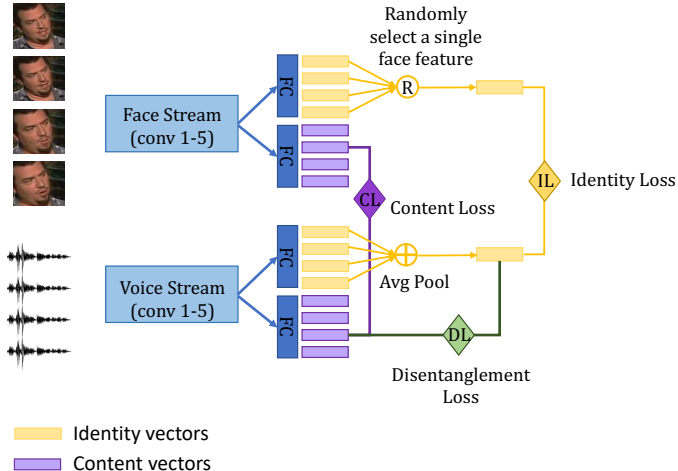 Randomly
select a single
face feature
FC
R
Face Stream
(conv 1-5)
FC
IL
Identity Loss
CL
Content Loss
FC
Avg Pool
Voice Stream
(conv 1-5)
FC
DL
Disentanglement
Loss
Identity vectors
Content vectors